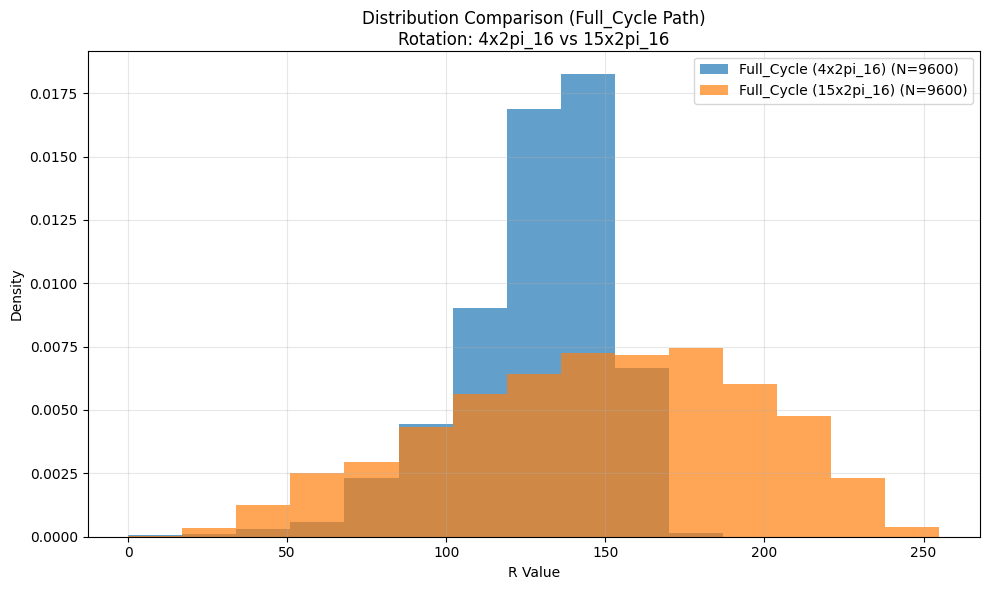 Distribution Comparison (Full_Cycle Path)
Rotation: 4x2pi_16 vs 15x2pi_16
Full_Cycle (4x2pi_16) (N=9600)
Full_Cycle (15x2pi_16) (N=9600)
Density
0.0175
0.0150
0.0125
0.0100
0.0075
0.0050
0.0025
0.0000
0 50 100 150 200 250
R Value